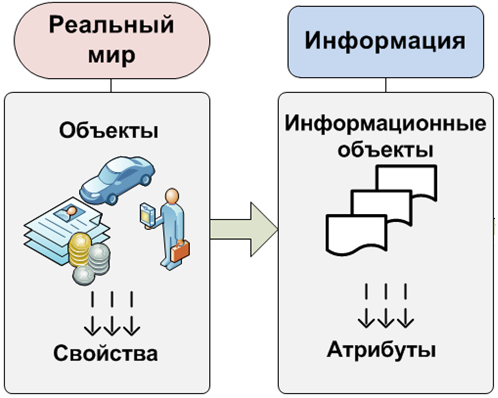 Реальный
мир
Информация
Объекты
Свойства
Информационные
объекты
Атрибуты